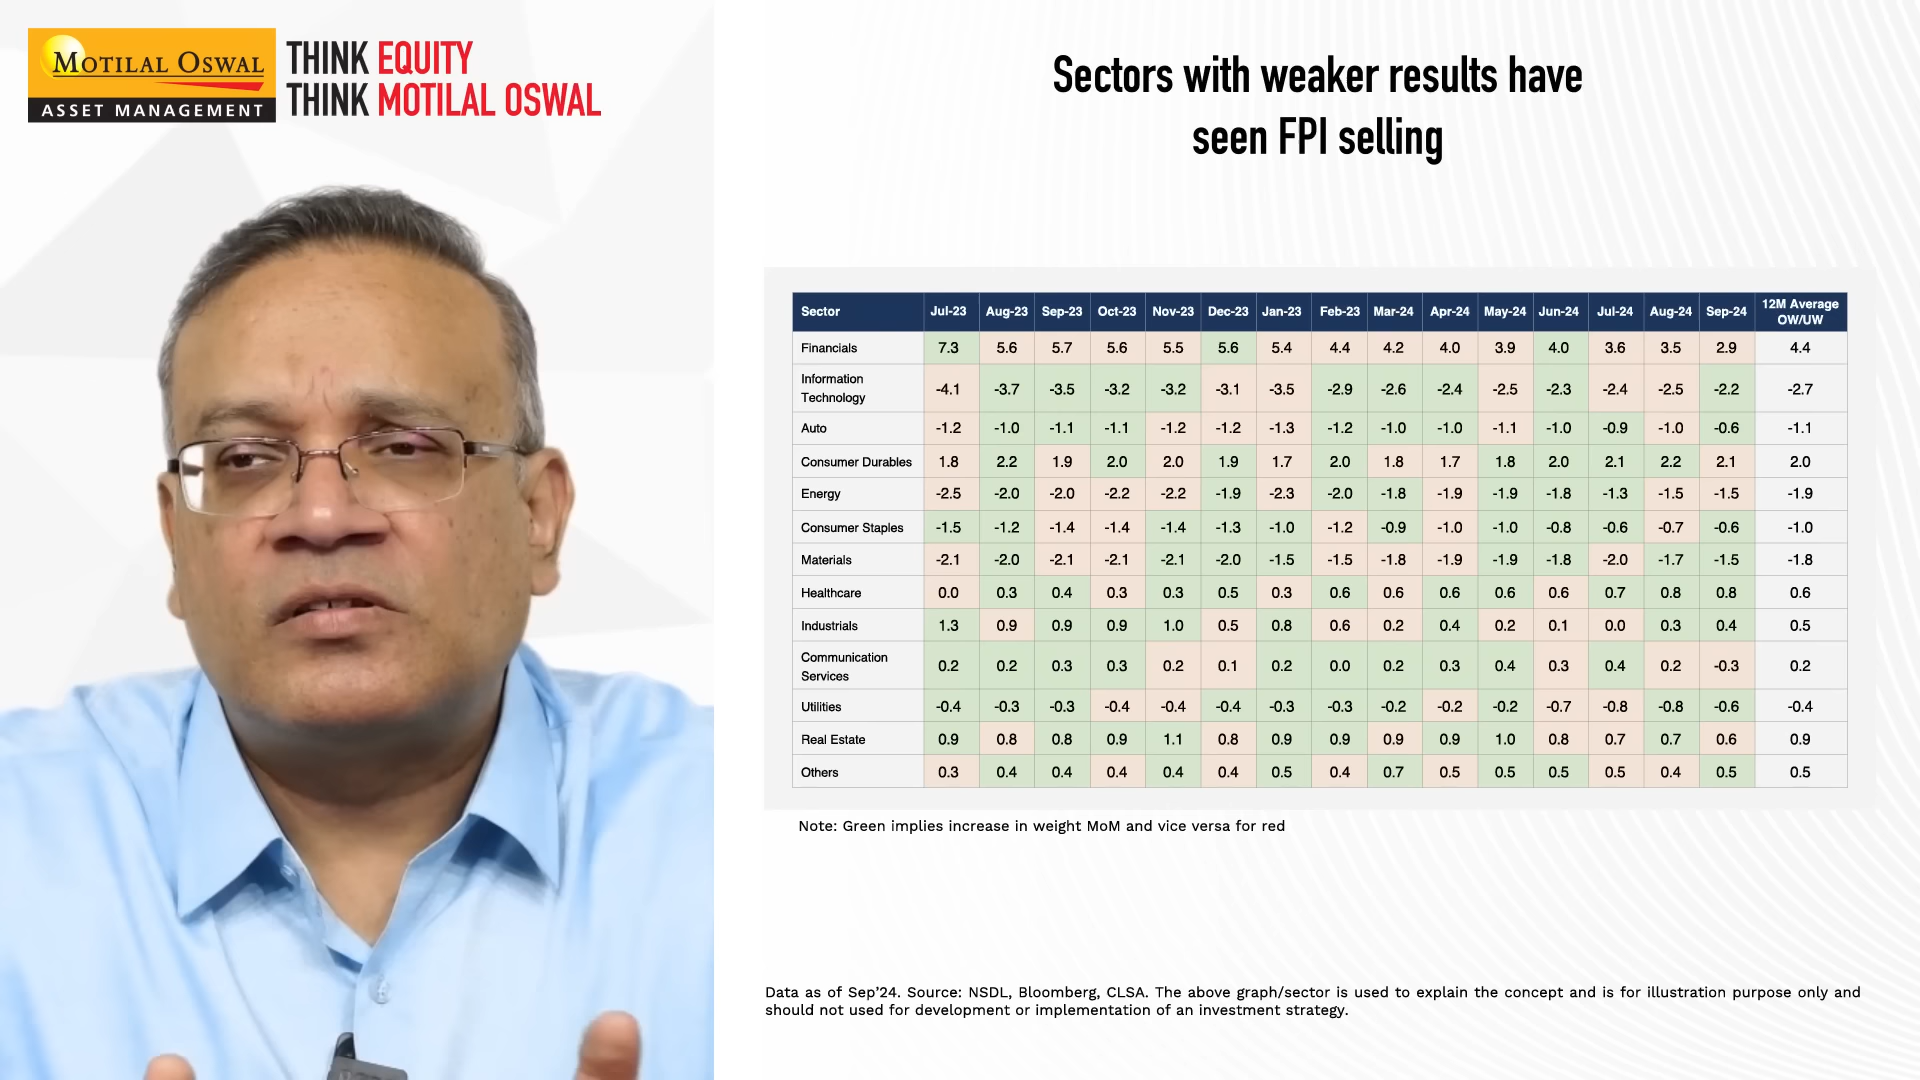 MOTILAL OSWAL
ASSET MANAGEMENT
THINK EQUITY
THINK MOTILAL OSWAL
Sectors with weaker results have
seen FPI selling
Sector Jul-23 Aug-23 Sep-23 Oct-23 Nov-23 Dec-23 Jan-23 Feb-23 Mar-24 Apr-24 May-24 Jun-24 Jul-24 Aug-24 Sep-24 12M Average
OW/UW
Financials 7.3 5.6 5.7 5.6 5.5 5.6 5.4 4.4 4.2 4.0 3.9 4.0 3.6 3.5 2.9 4.4
Information
Technology -4.1 -3.7 -3.5 -3.2 -3.2 -3.1 -3.5 -2.9 -2.6 -2.4 -2.5 -2.3 -2.4 -2.5 -2.2 -2.7
Auto -1.2 -1.0 -1.1 -1.1 -1.2 -1.2 -1.3 -1.2 -1.0 -1.0 -1.1 -1.0 -0.9 -1.0 -0.6 -1.1
Consumer Durables 1.8 2.2 1.9 2.0 2.0 1.9 1.7 2.0 1.8 1.7 1.8 2.0 2.1 2.2 2.1 2.0
Energy -2.5 -2.0 -2.0 -2.2 -2.2 -1.9 -2.3 -2.0 -1.8 -1.9 -1.9 -1.8 -1.3 -1.5 -1.5 -1.9
Consumer Staples -1.5 -1.2 -1.4 -1.4 -1.4 -1.3 -1.0 -1.2 -0.9 -1.0 -1.0 -0.8 -0.6 -0.7 -0.6 -1.0
Materials -2.1 -2.0 -2.1 -2.1 -2.1 -2.0 -1.5 -1.5 -1.8 -1.9 -1.9 -1.8 -2.0 -1.7 -1.5 -1.8
Healthcare 0.0 0.3 0.4 0.3 0.3 0.5 0.3 0.6 0.6 0.6 0.6 0.6 0.7 0.8 0.8 0.6
Industrials 1.3 0.9 0.9 0.9 1.0 0.5 0.8 0.6 0.2 0.4 0.2 0.1 0.0 0.3 0.4 0.5
Communication
Services 0.2 0.2 0.3 0.3 0.2 0.1 0.2 0.0 0.2 0.3 0.4 0.3 0.4 0.2 -0.3 0.2
Utilities -0.4 -0.3 -0.3 -0.4 -0.4 -0.4 -0.3 -0.3 -0.2 -0.2 -0.2 -0.7 -0.8 -0.8 -0.6 -0.4
Real Estate 0.9 0.8 0.8 0.9 1.1 0.8 0.9 0.9 0.9 0.9 1.0 0.8 0.7 0.7 0.6 0.9
Others 0.3 0.4 0.4 0.4 0.4 0.4 0.5 0.4 0.7 0.5 0.5 0.5 0.5 0.4 0.5 0.5
Note: Green implies increase in weight MoM and vice versa for red
Data as of Sep’24. Source: NSDL, Bloomberg, CLSA. The above graph/sector is used to explain the concept and is for illustration purpose only and
should not used for development or implementation of an investment strategy.